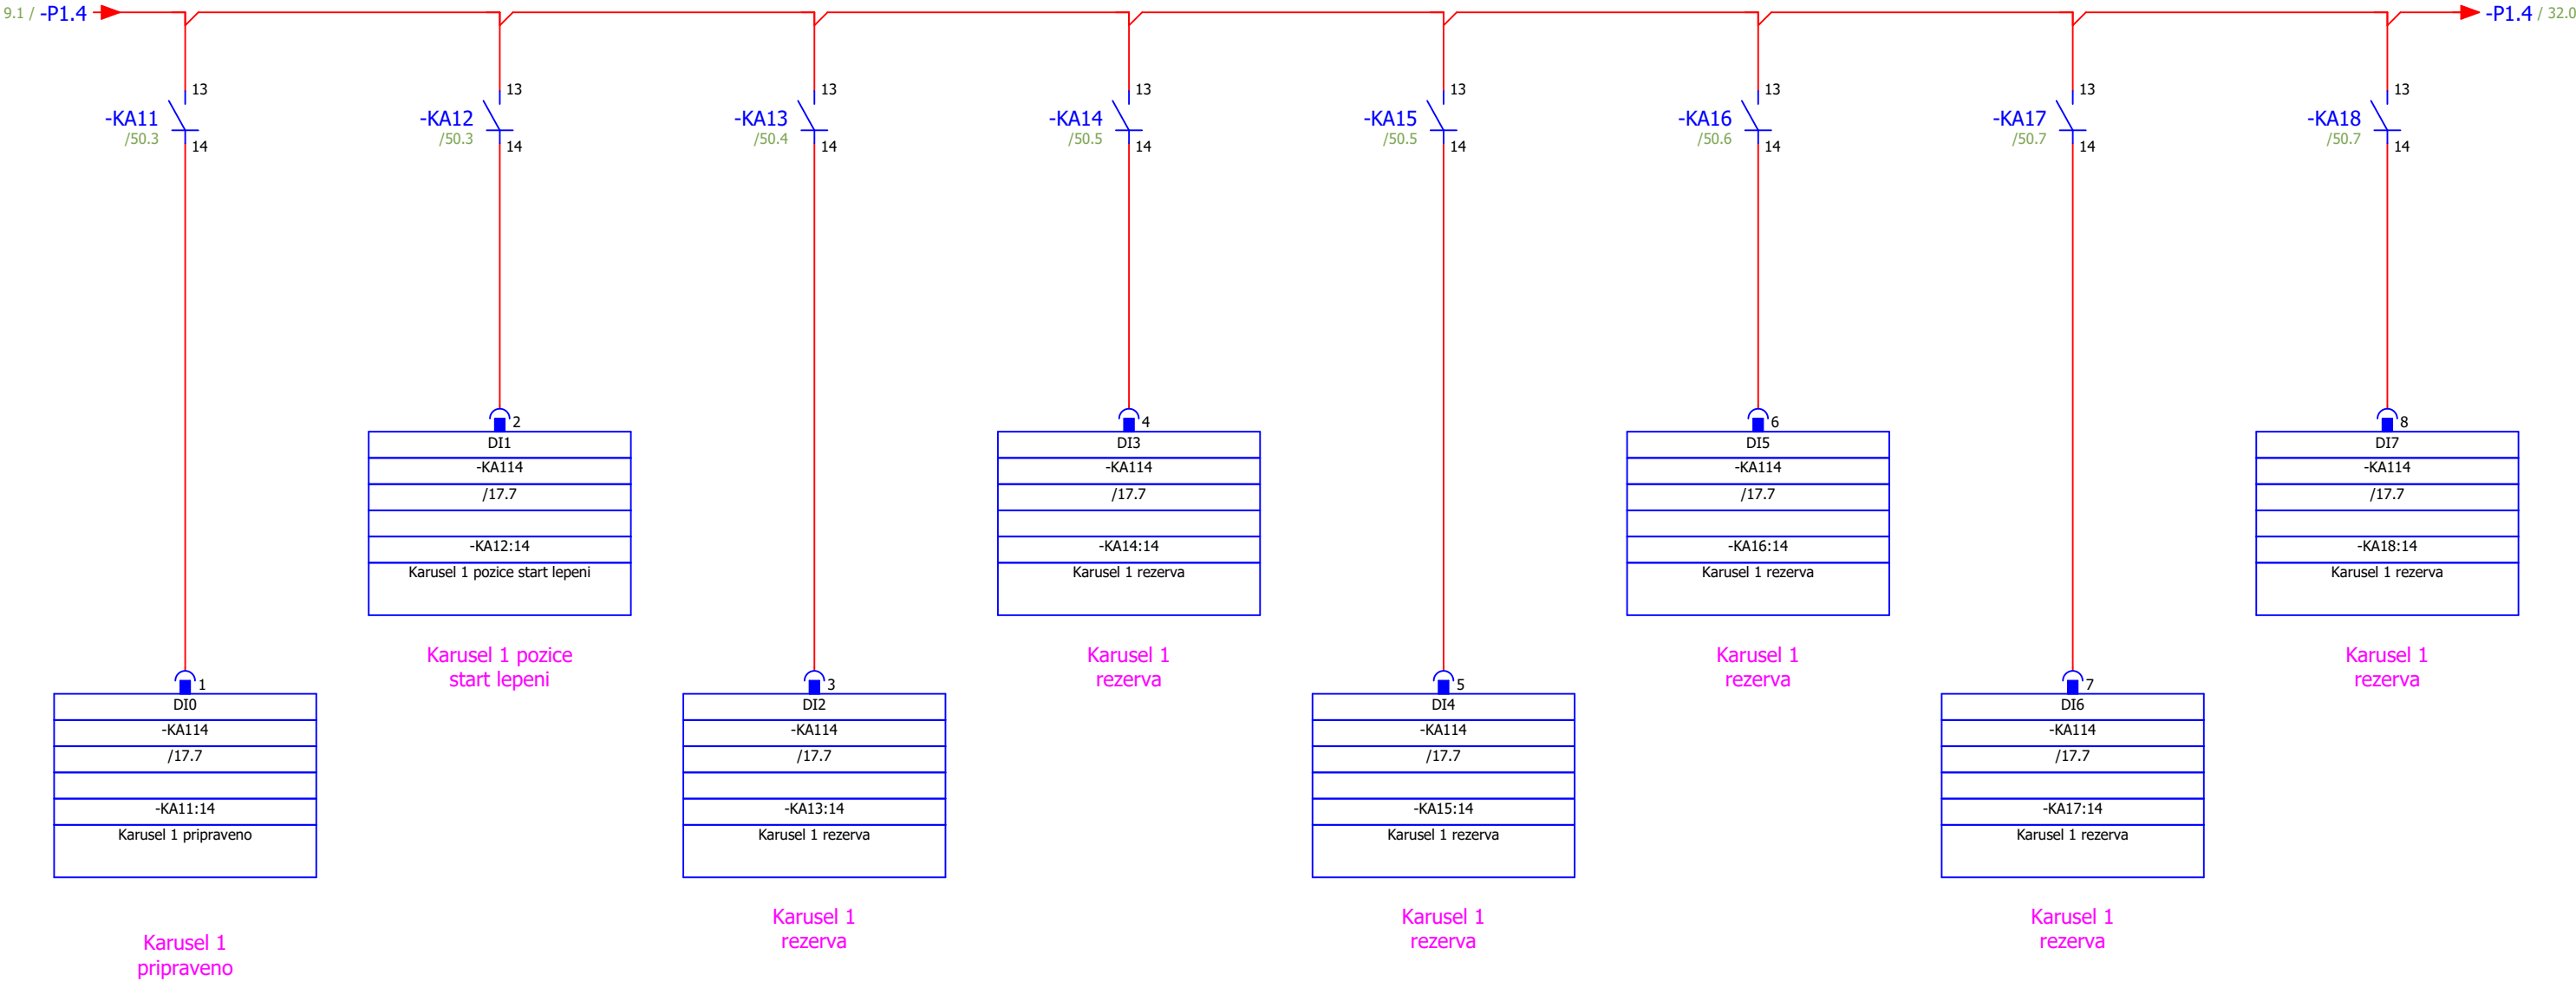 9.1 / -P1.4
-P1.4 / 32.0
13
-KA11
/50.3
14
13
-KA12
/50.3
14
13
-KA13
/50.4
14
13
-KA14
/50.5
14
13
-KA15
/50.5
14
13
-KA16
/50.6
14
13
-KA17
/50.7
14
13
-KA18
/50.7
14
2
DI1
-KA114
/17.7
-KA12:14
Karusel 1 pozice start lepeni
Karusel 1 pozice
start lepeni
4
DI3
-KA114
/17.7
-KA14:14
Karusel 1 rezerva
Karusel 1
rezerva
6
DI5
-KA114
/17.7
-KA16:14
Karusel 1 rezerva
Karusel 1
rezerva
8
DI7
-KA114
/17.7
-KA18:14
Karusel 1 rezerva
Karusel 1
rezerva
1
DI0
-KA114
/17.7
-KA11:14
Karusel 1 pripraveno
Karusel 1
pripraveno
3
DI2
-KA114
/17.7
-KA13:14
Karusel 1 rezerva
Karusel 1
rezerva
5
DI4
-KA114
/17.7
-KA15:14
Karusel 1 rezerva
Karusel 1
rezerva
7
DI6
-KA114
/17.7
-KA17:14
Karusel 1 rezerva
Karusel 1
rezerva